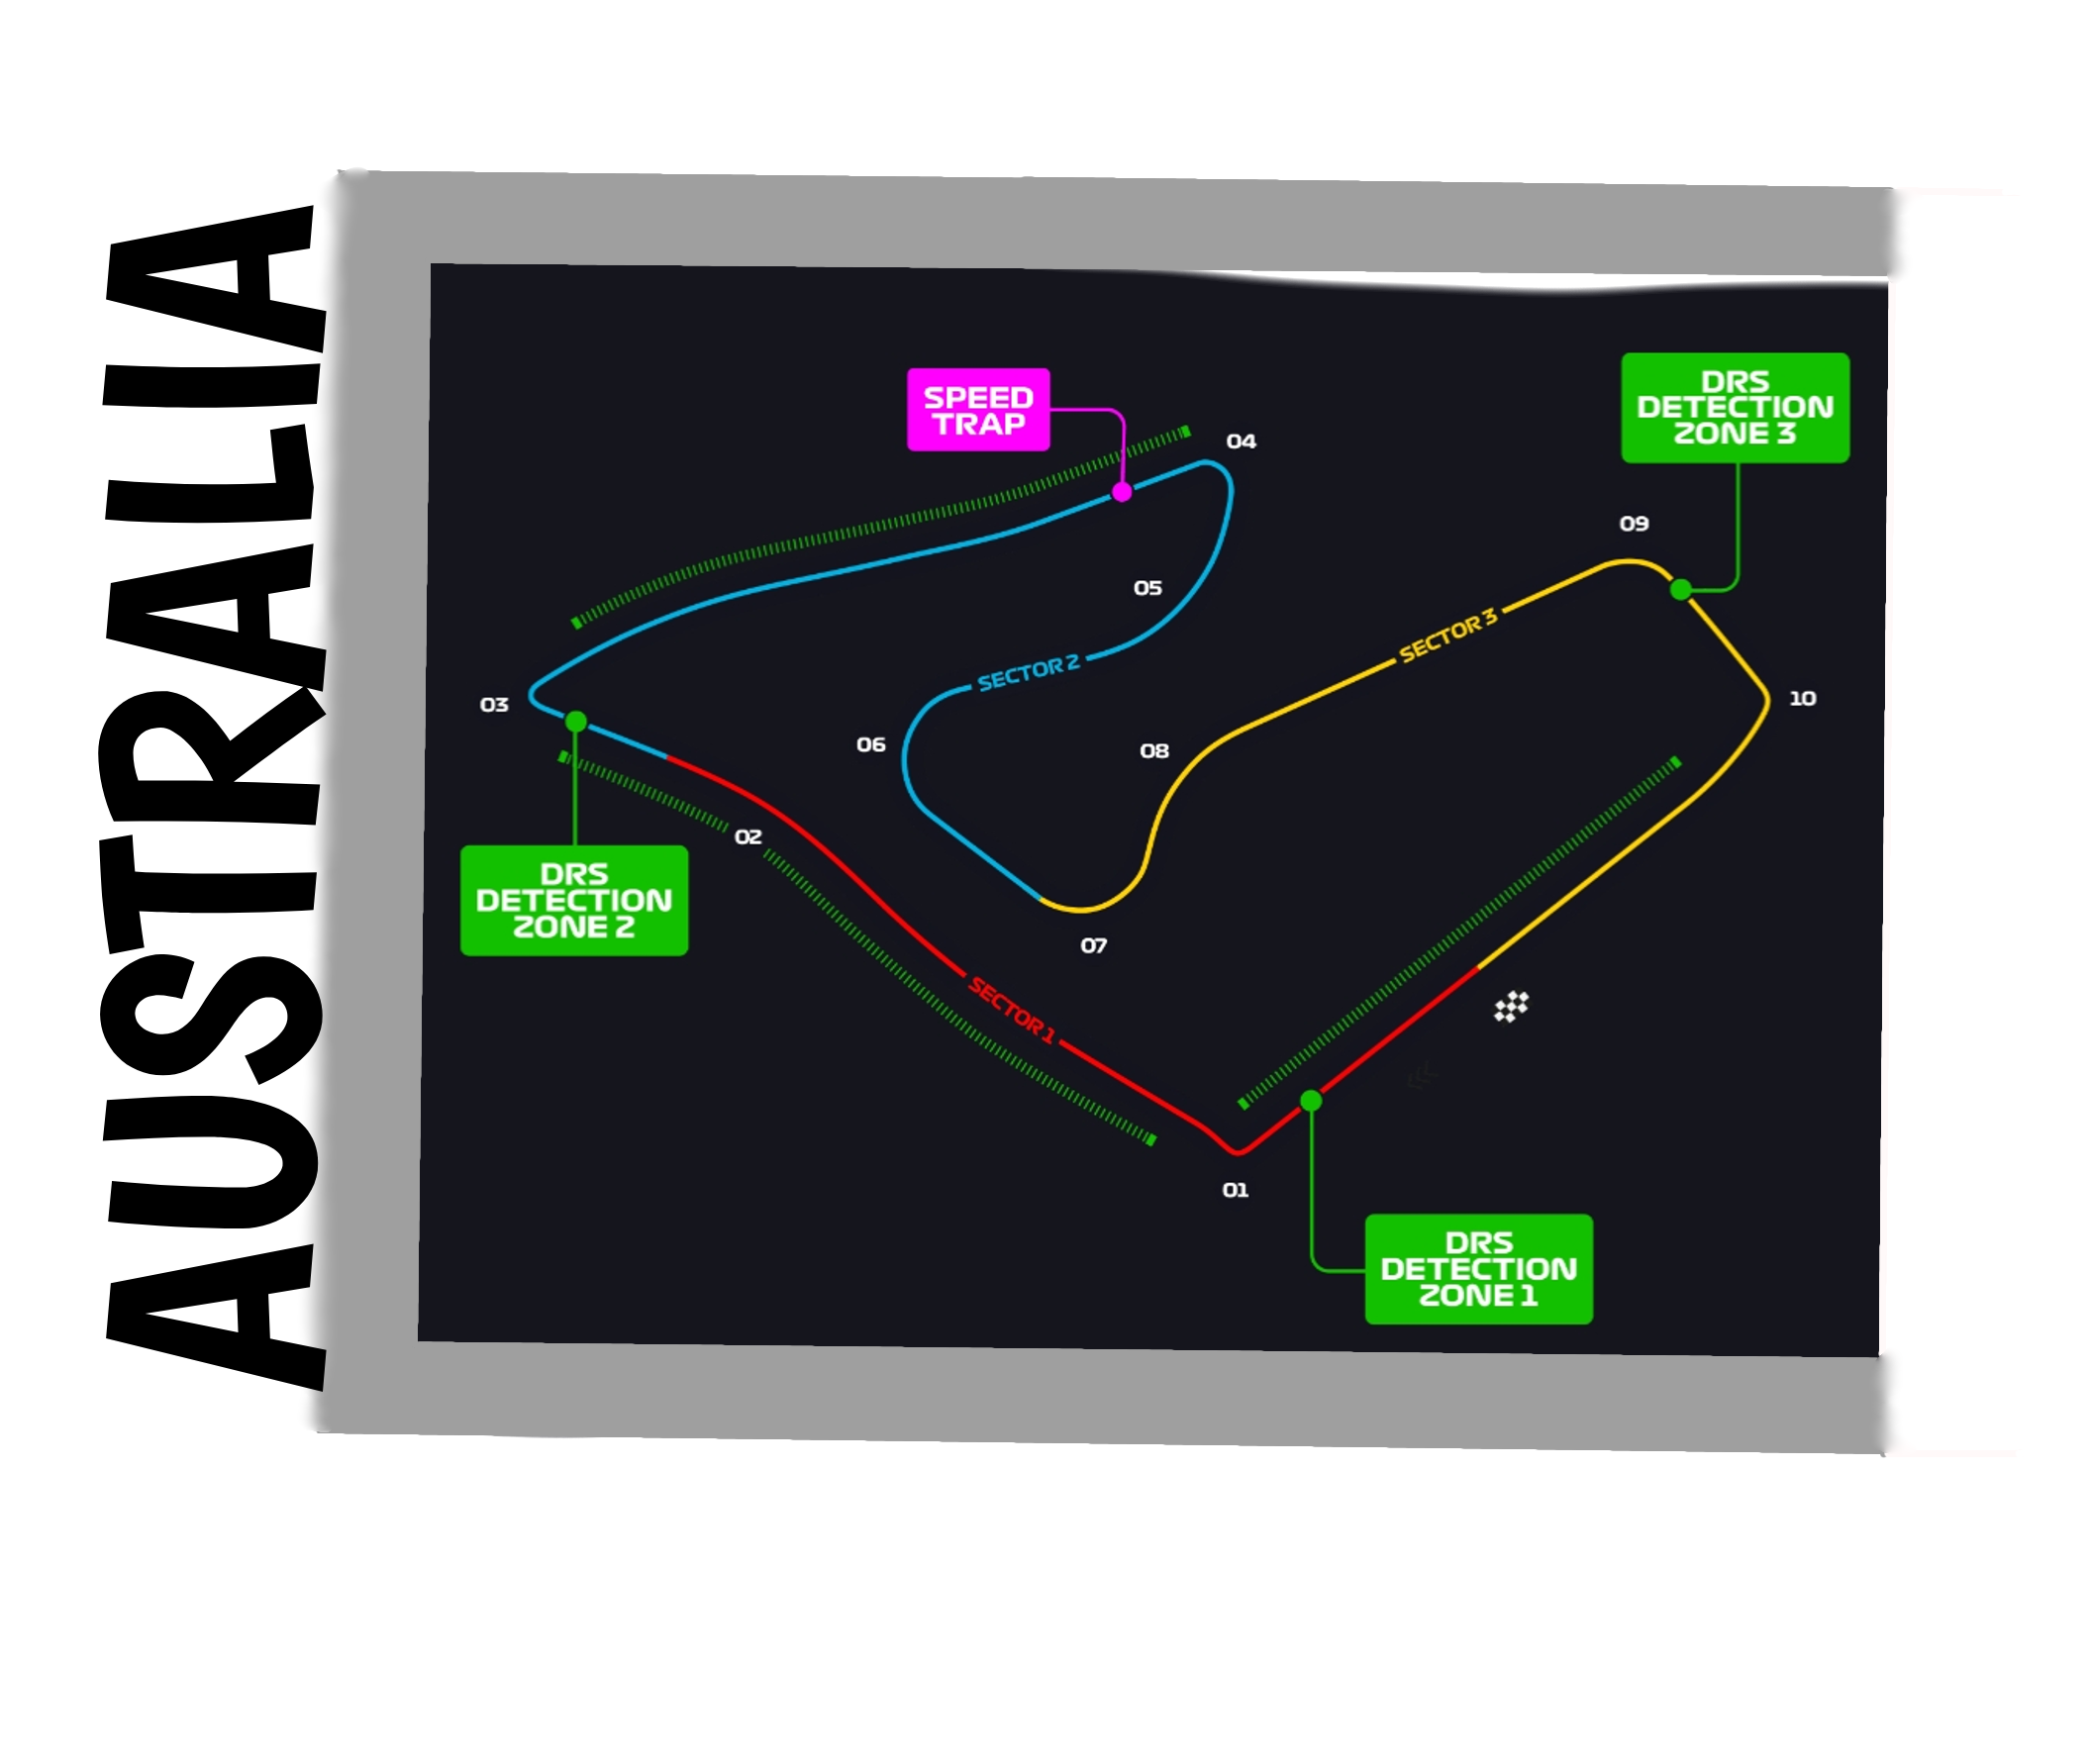 AUSTRALIA
SPEED
TRAP
DRS
DETECTION
ZONE 3
04
09
05
SECTOR 3
SECTOR 2
03
10
06
08
02
DRS
DETECTION
ZONE 2
07
SECTOR 1
01
DRS
DETECTION
ZONE 1